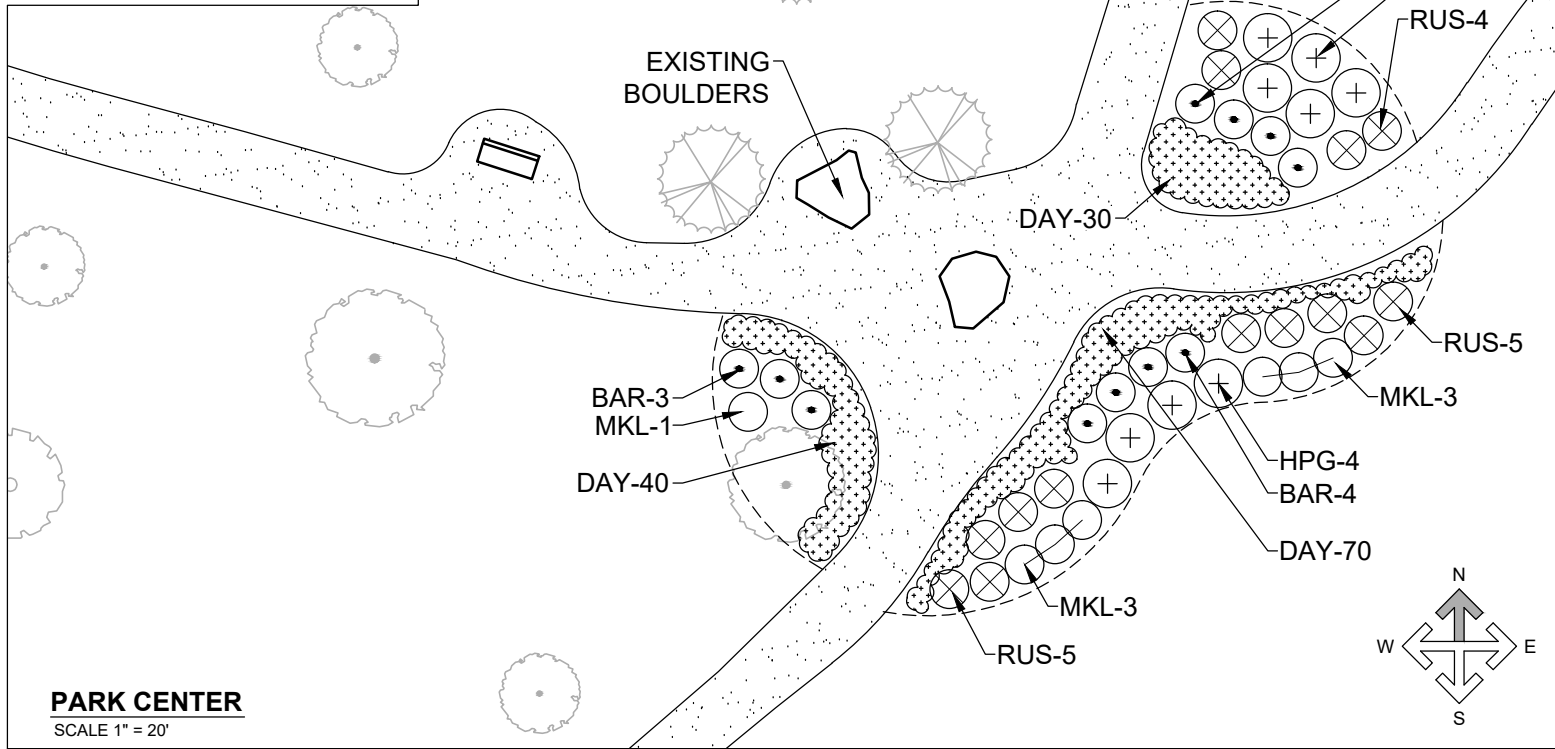 RUS-4
EXISTING
BOULDERS
DAY-30
RUS-5
BAR-3
MKL-3
MKL-1
HPG-4
DAY-40
BAR-4
DAY-70
N
MKL-3
W
E
RUS-5
S
PARK CENTER
SCALE 1" = 20'